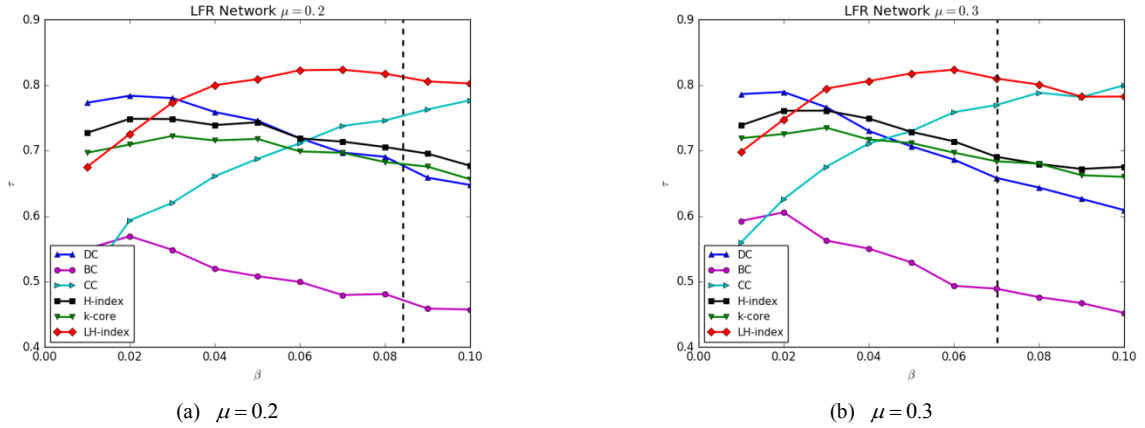 LFR Network μ = 0.2
0.9
0.8
0.7
0.6
0.5
0.4
τ
DC
BC
CC
H-index
k-core
LH-index
0.00 0.02 0.04 0.06 0.08 0.10
β
(a) μ = 0.2
LFR Network μ = 0.3
0.9
0.8
0.7
0.6
0.5
0.4
τ
DC
BC
CC
H-index
k-core
LH-index
0.00 0.02 0.04 0.06 0.08 0.10
β
(b) μ = 0.3